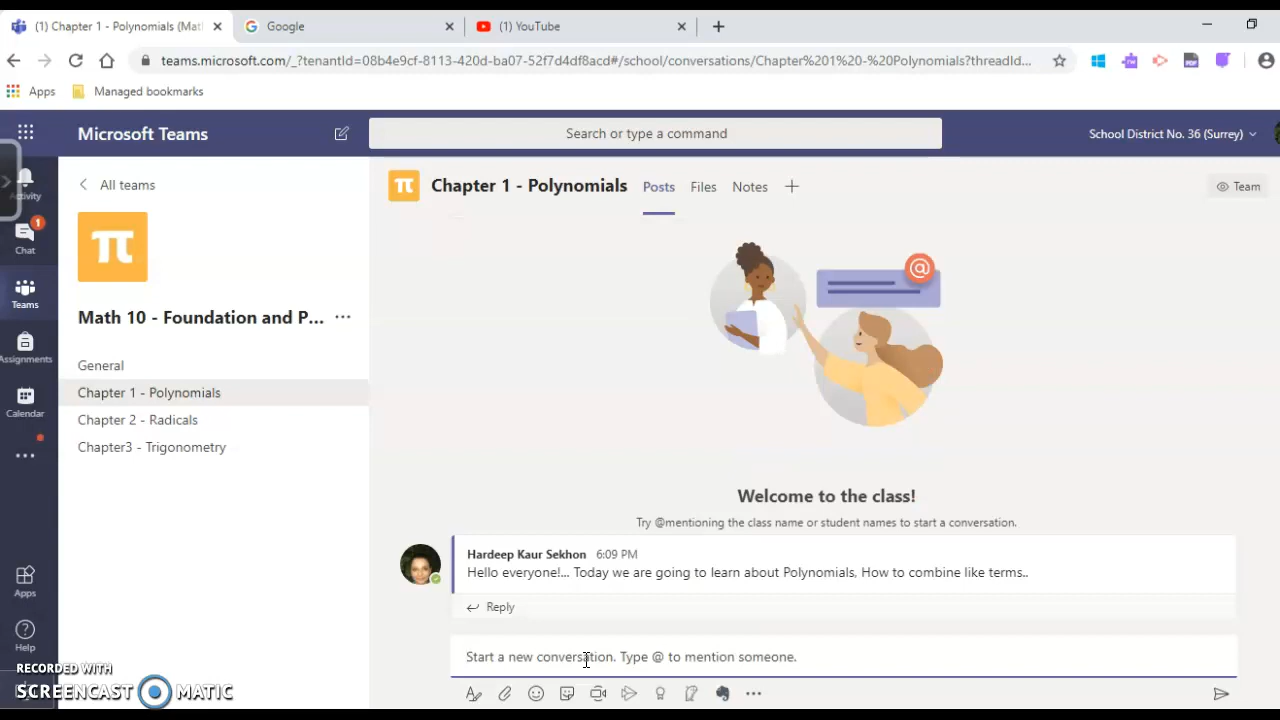 (1) Chapter 1 - Polynomials (Mat
Google
(1) YouTube
teams.microsoft.com/_?tenantId=08b4e9cf-8113-420d-aa07-52f7d4df8acd#/school/conversations/Chapter%201%20-%20Polynomials?threadId...
Apps
Managed bookmarks
Microsoft Teams
Search or type a command
School District No. 36 (Surrey)
Activity
Chat
1
Teams
Assignments
Calendar
Apps
Help
All teams
π
Math 10 - Foundation and P...
General
Chapter 1 - Polynomials
Chapter 2 - Radicals
Chapter3 - Trigonometry
π
Chapter 1 - Polynomials
Posts
Files
Notes
Team
@
Welcome to the class!
Try @mentioning the class name or student names to start a conversation.
Hardeep Kaur Sekhon 6:09 PM
Hello everyone!... Today we are going to learn about Polynomials, How to combine like terms..
Reply
Start a new conversation. Type @ to mention someone.
RECORDED WITH
SCREENCAST MATIC